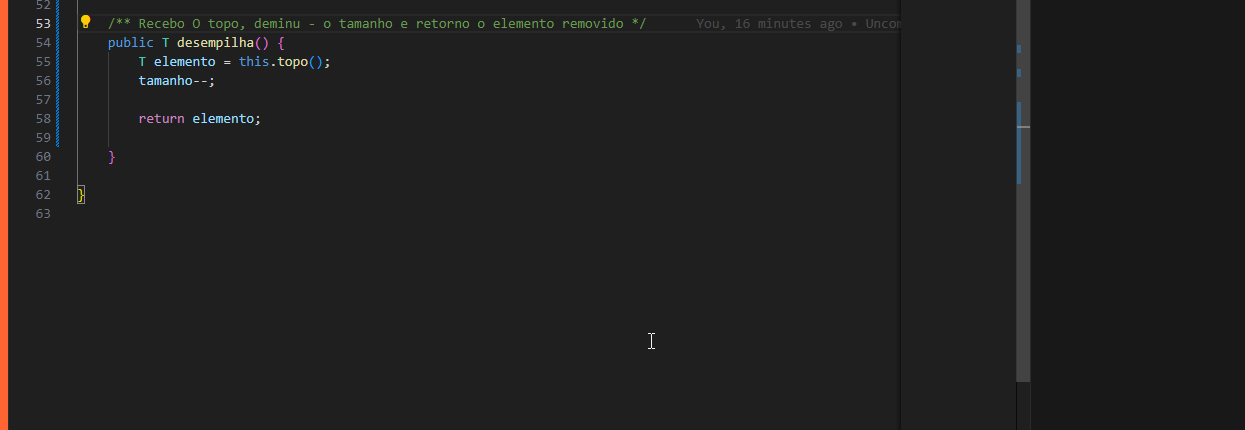 52
53 /** Recebo O topo, deminu - o tamanho e retorno o elemento removido */ You, 16 minutes ago • Uncom
54 public T desempilha() {
55 T elemento = this.topo();
56 tamanho--;
57
58 return elemento;
59
60 }
61
62 }
63